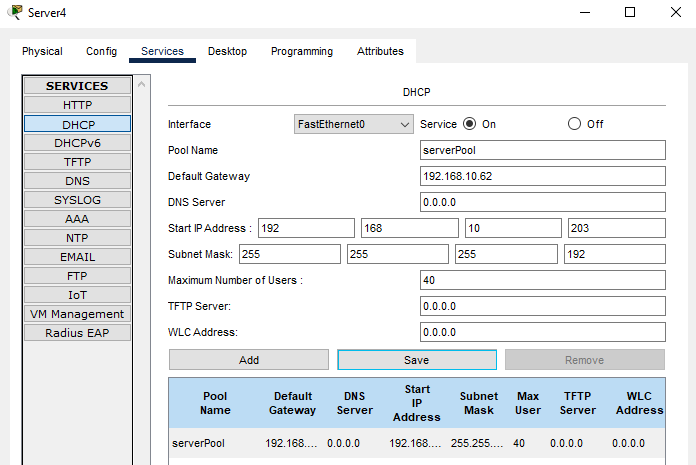 Server4
Physical Config Services Desktop Programming Attributes
SERVICES
HTTP
DHCP
DHCPv6
TFTP
DNS
SYSLOG
AAA
NTP
EMAIL
FTP
IoT
VM Management
Radius EAP
DHCP
Interface FastEthernet0 Service On Off
Pool Name serverPool
Default Gateway 192.168.10.62
DNS Server 0.0.0.0
Start IP Address : 192 168 10 203
Subnet Mask: 255 255 255 192
Maximum Number of Users : 40
TFTP Server: 0.0.0.0
WLC Address: 0.0.0.0
Add Save Remove
Pool Name Default Gateway DNS Server Start IP Address Subnet Mask Max User TFTP Server WLC Address
serverPool 192.168.... 0.0.0.0 192.168.... 255.255.... 40 0.0.0.0 0.0.0.0